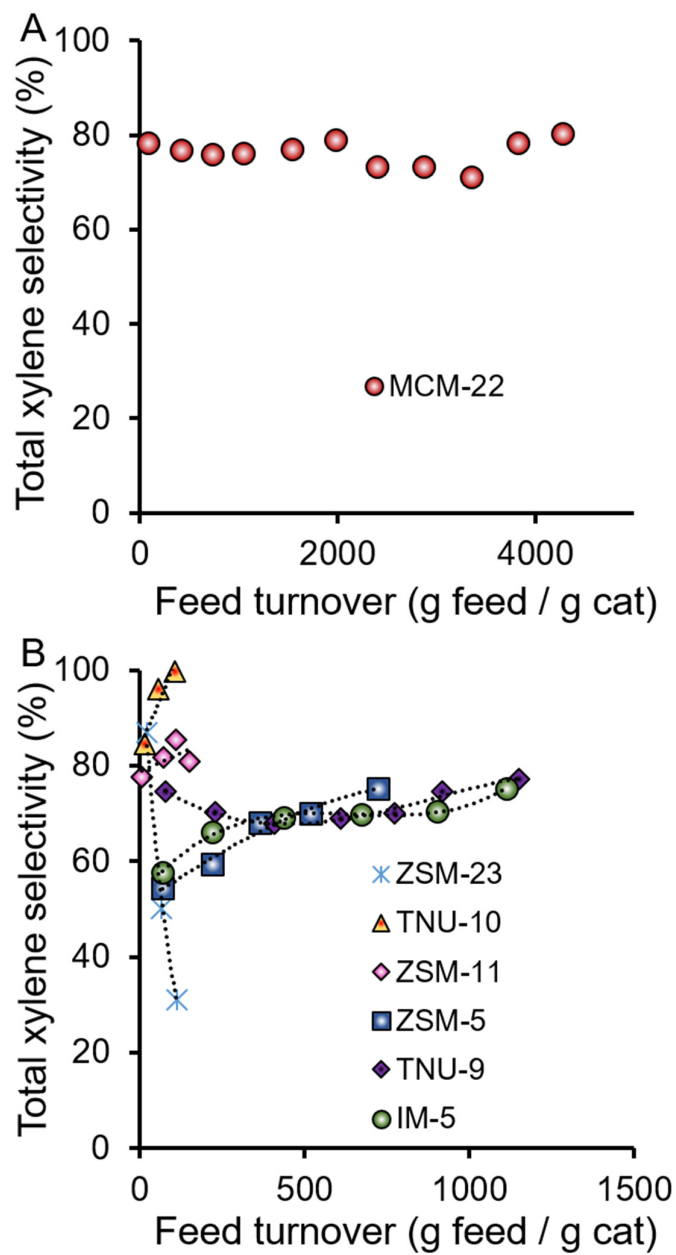 A
100
80
60
40
20
0
Total xylene selectivity (%)
MCM-22
0 2000 4000
Feed turnover (g feed / g cat)
B
100
80
60
40
20
0
Total xylene selectivity (%)
ZSM-23
TNU-10
ZSM-11
ZSM-5
TNU-9
IM-5
0 500 1000 1500
Feed turnover (g feed / g cat)